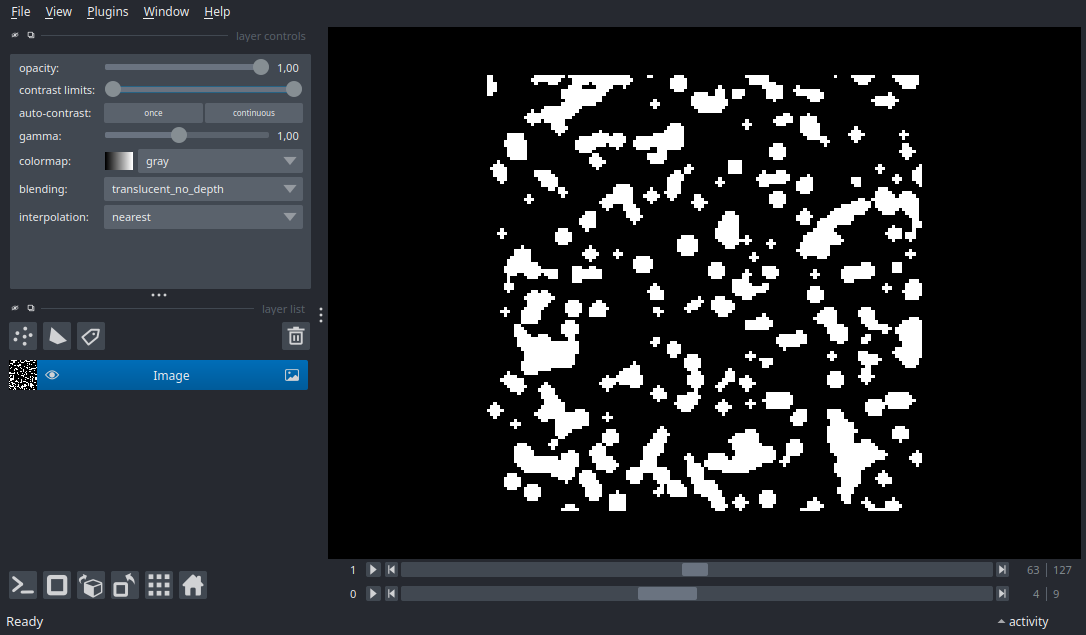 File View Plugins Window Help
layer controls
opacity: 1,00
contrast limits:
auto-contrast: once continuous
gamma: 1,00
colormap: gray
blending: translucent_no_depth
interpolation: nearest
layer list
Image
1 63 127
0 4 9
Ready activity